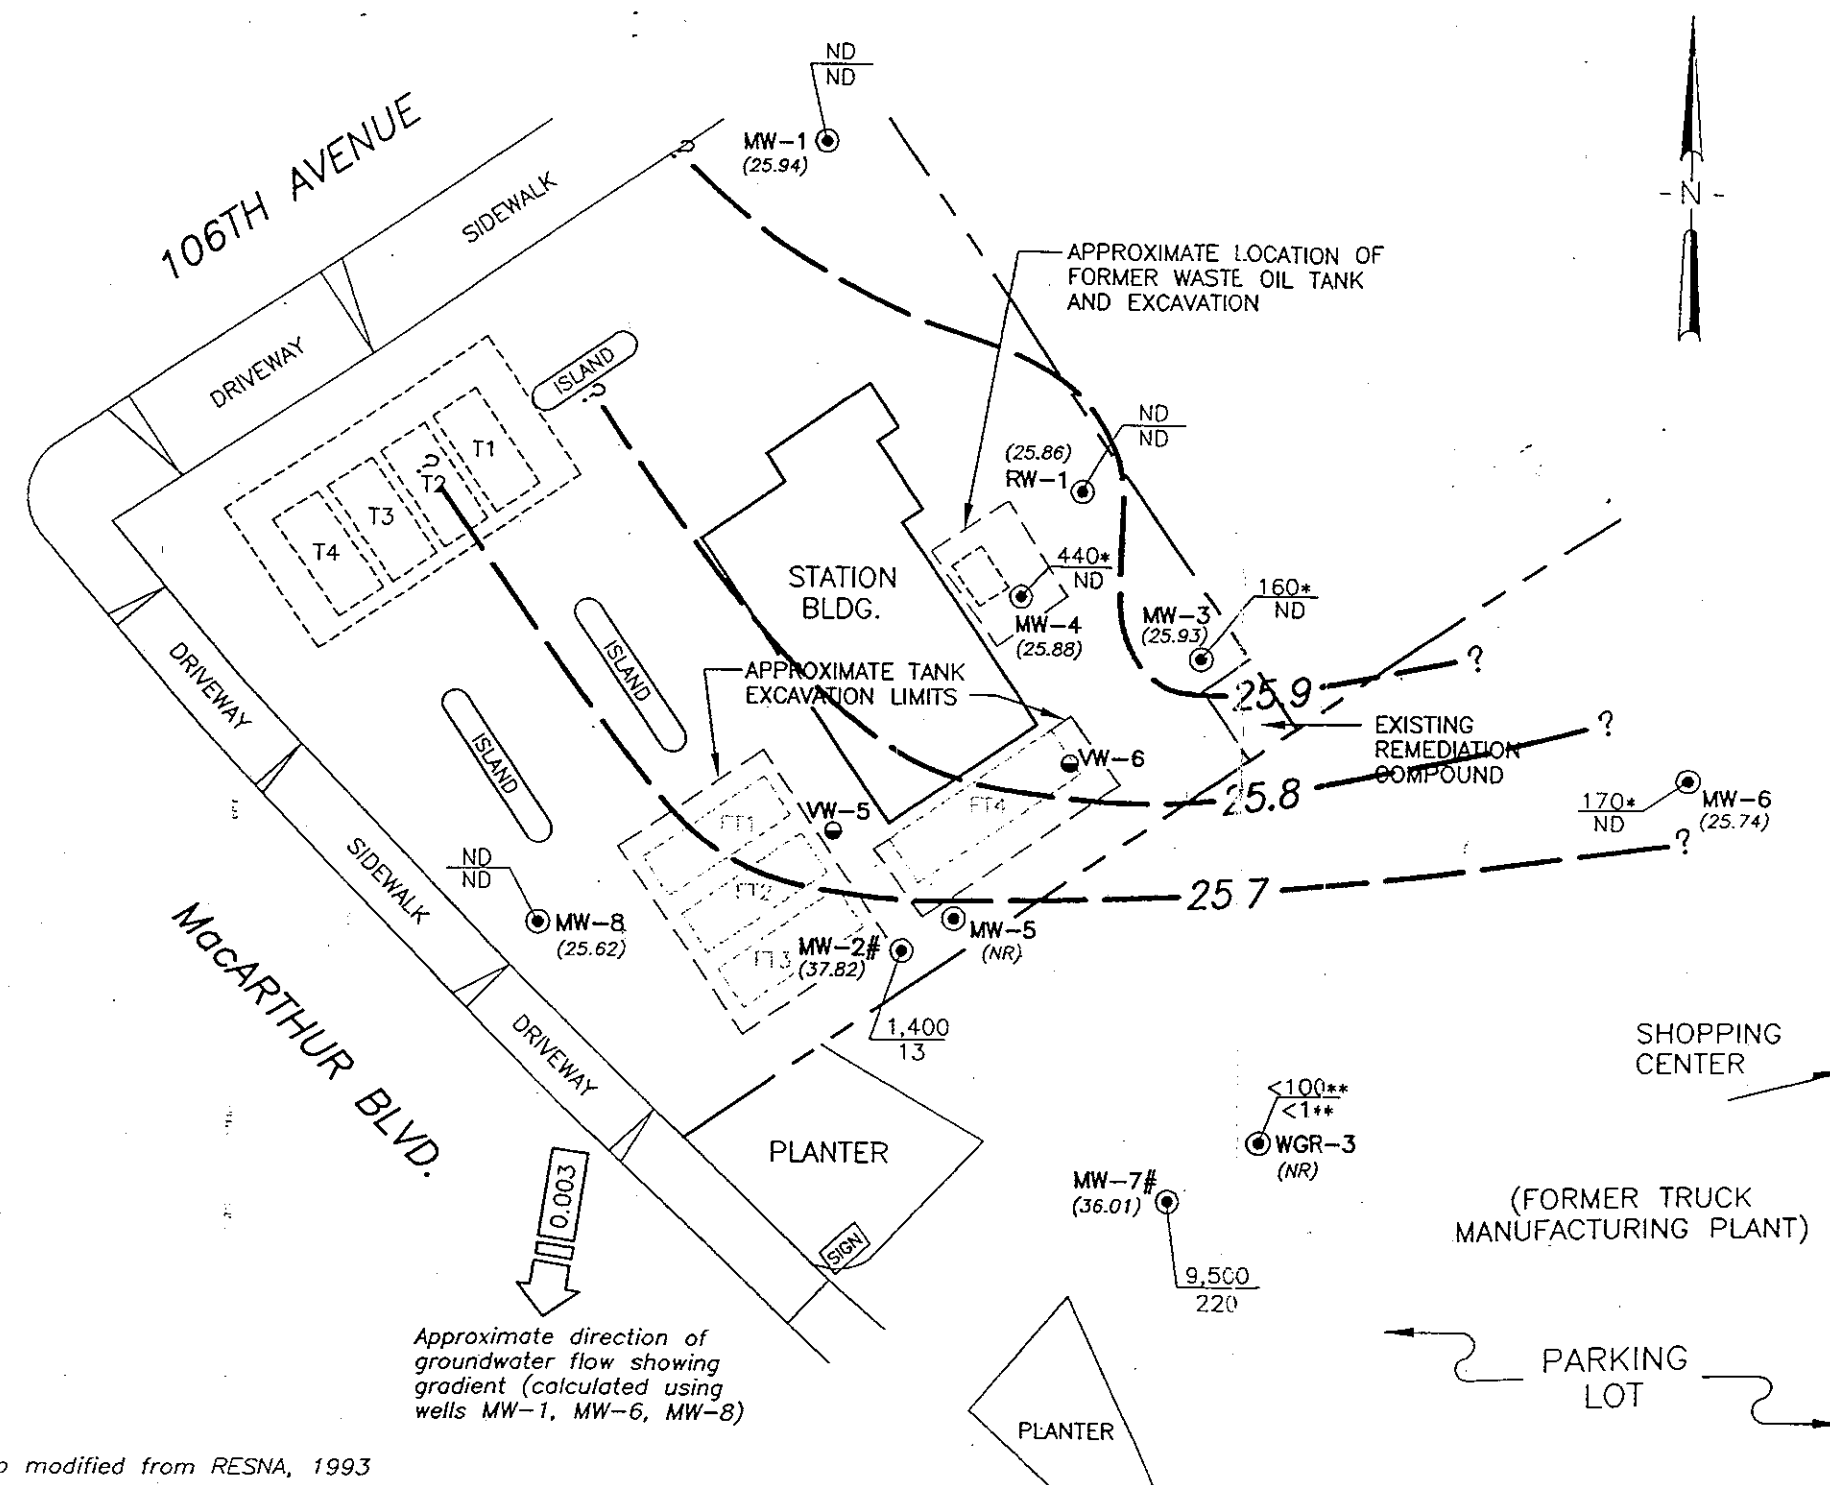 ND
ND
MW-1
(25.94)
106TH AVENUE
SIDEWALK
?
- N -
APPROXIMATE LOCATION OF
FORMER WASTE OIL TANK
AND EXCAVATION
DRIVEWAY
ISLAND
?
ND
ND
(25.86)
RW-1
T1
?
T2
T3
T4
STATION
BLDG.
440*
ND
MW-4
(25.88)
160*
ND
MW-3
(25.93)
DRIVEWAY
ISLAND
APPROXIMATE TANK
EXCAVATION LIMITS
25.9
?
EXISTING
REMEDIATION
COMPOUND
?
ISLAND
VW-6
25.8
FT4
170*
ND
MW-6
(25.74)
VW-5
FT1
?
SIDEWALK
ND
ND
MW-8
(25.62)
FT2
25.7
MW-5
(NR)
MW-2#
(37.82)
FT3
1,400
13
MacARTHUR BLVD.
DRIVEWAY
SHOPPING
CENTER
<100**
<1**
WGR-3
(NR)
PLANTER
MW-7#
(36.01)
9,500
220
(FORMER TRUCK
MANUFACTURING PLANT)
0.003
SIGN
Approximate direction of
groundwater flow showing
gradient (calculated using
wells MW-1, MW-6, MW-8)
PARKING
LOT
PLANTER
modified from RESNA, 1993